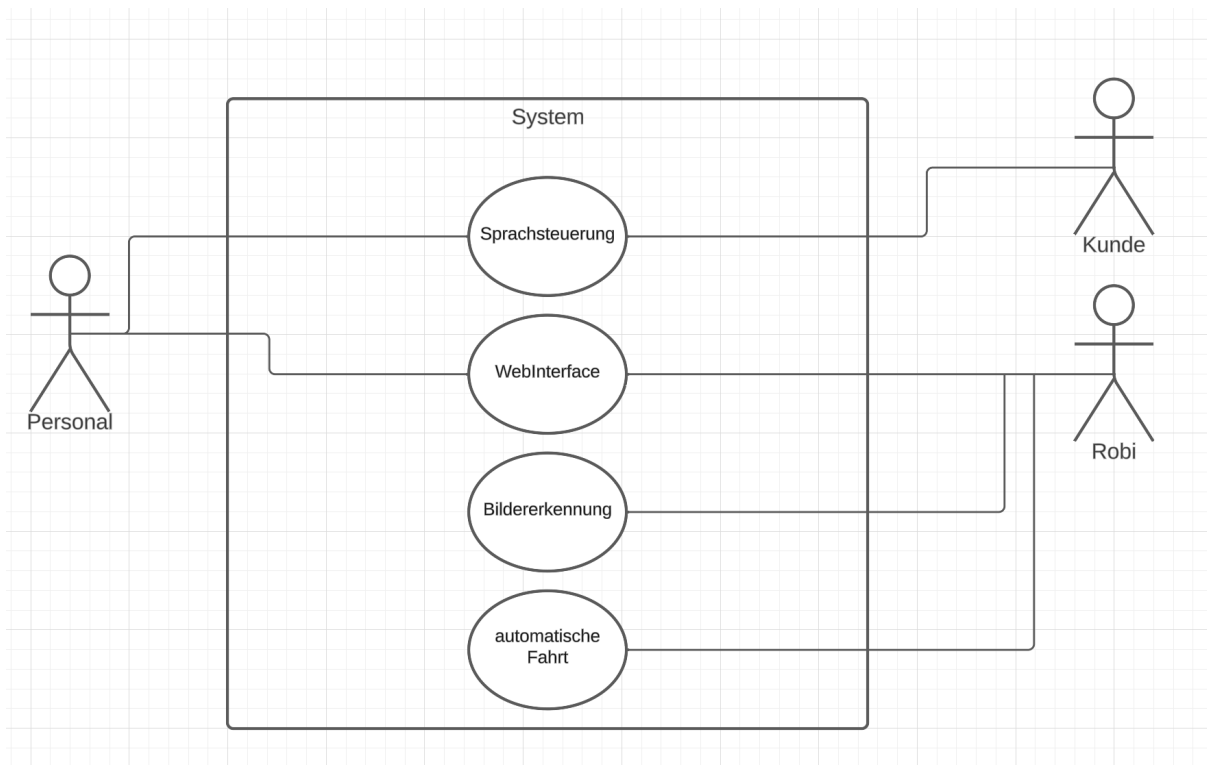 System
Sprachsteuerung
Kunde
WebInterface
Personal
Robi
Bildererkennung
automatische
Fahrt